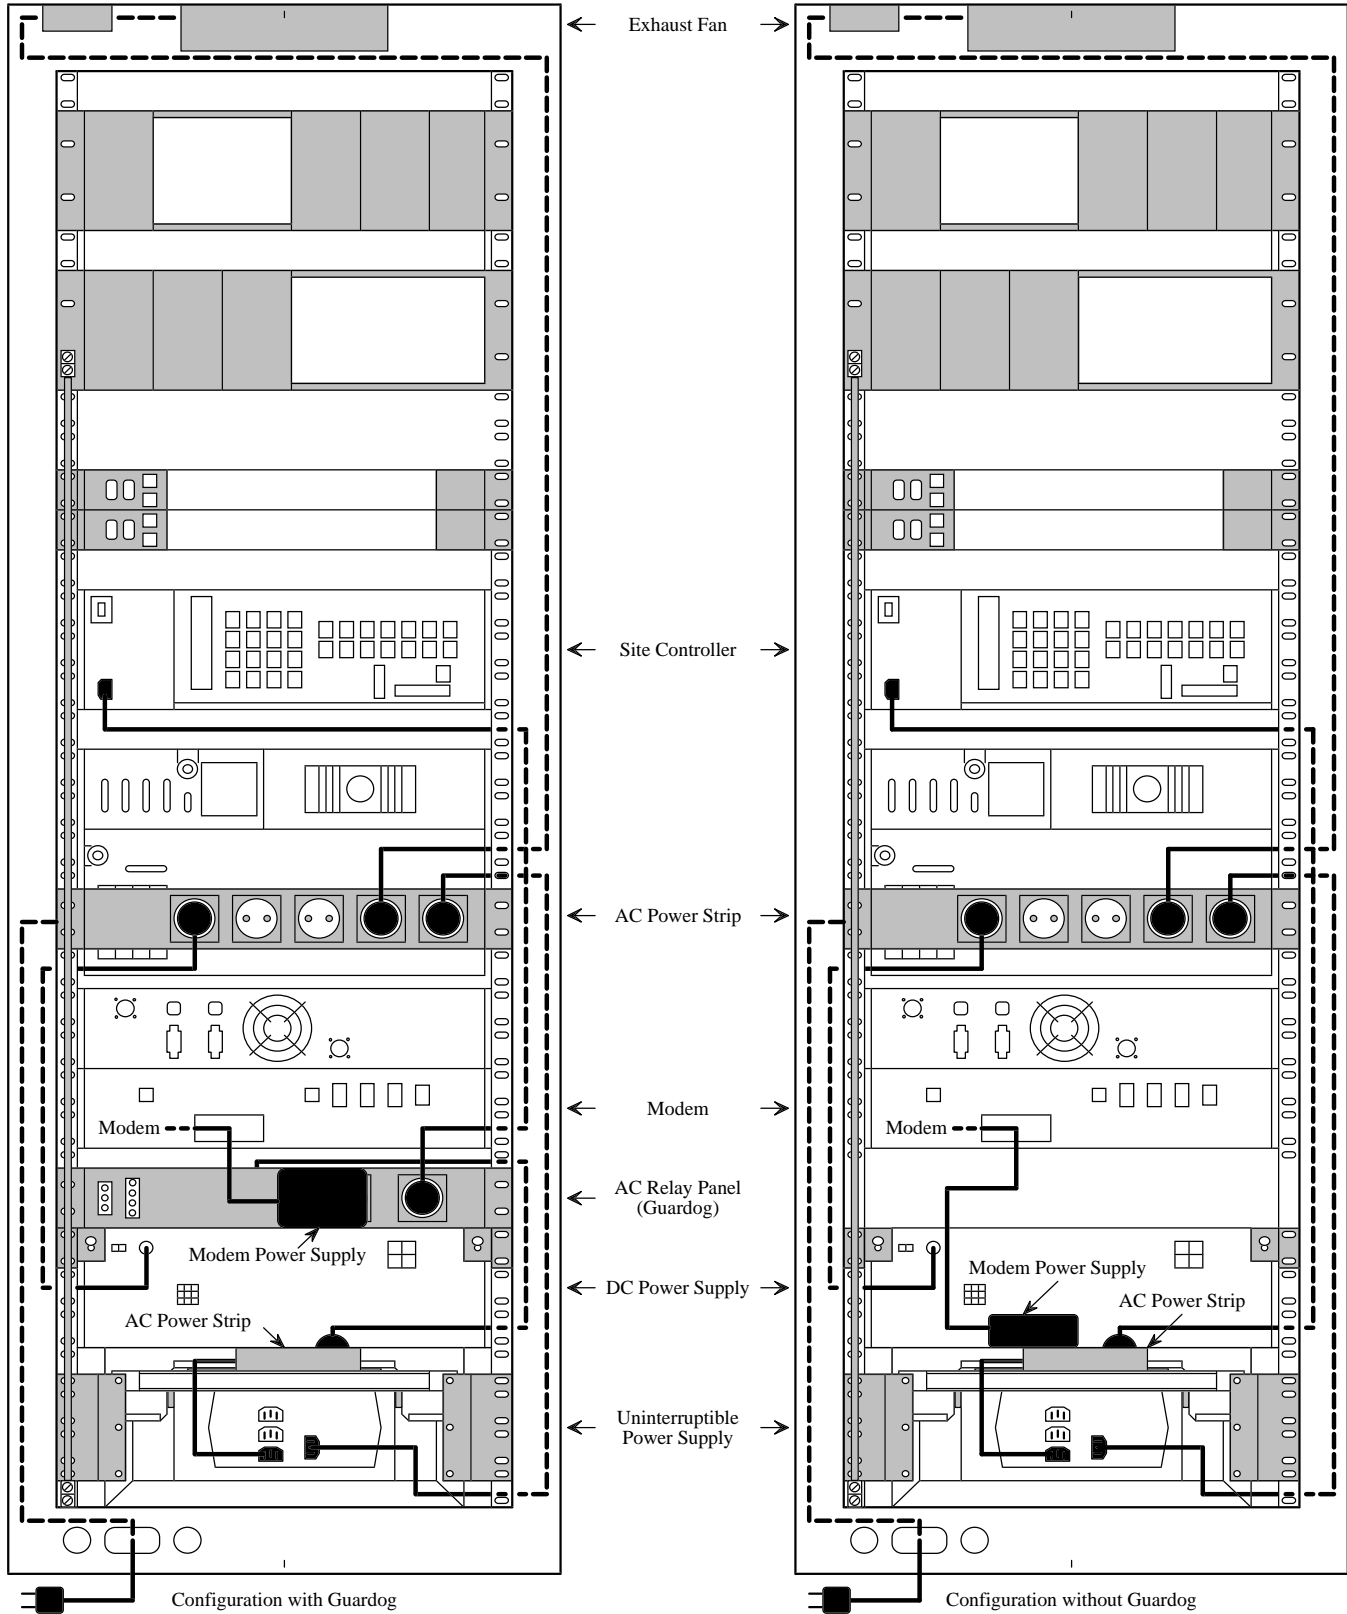 Exhaust Fan
Site Controller
AC Power Strip
Modem
Modem
Modem
AC Relay Panel
(Guardog)
Modem Power Supply
Modem Power Supply
DC Power Supply
AC Power Strip
AC Power Strip
Uninterruptible
Power Supply
Configuration with Guardog
Configuration without Guardog